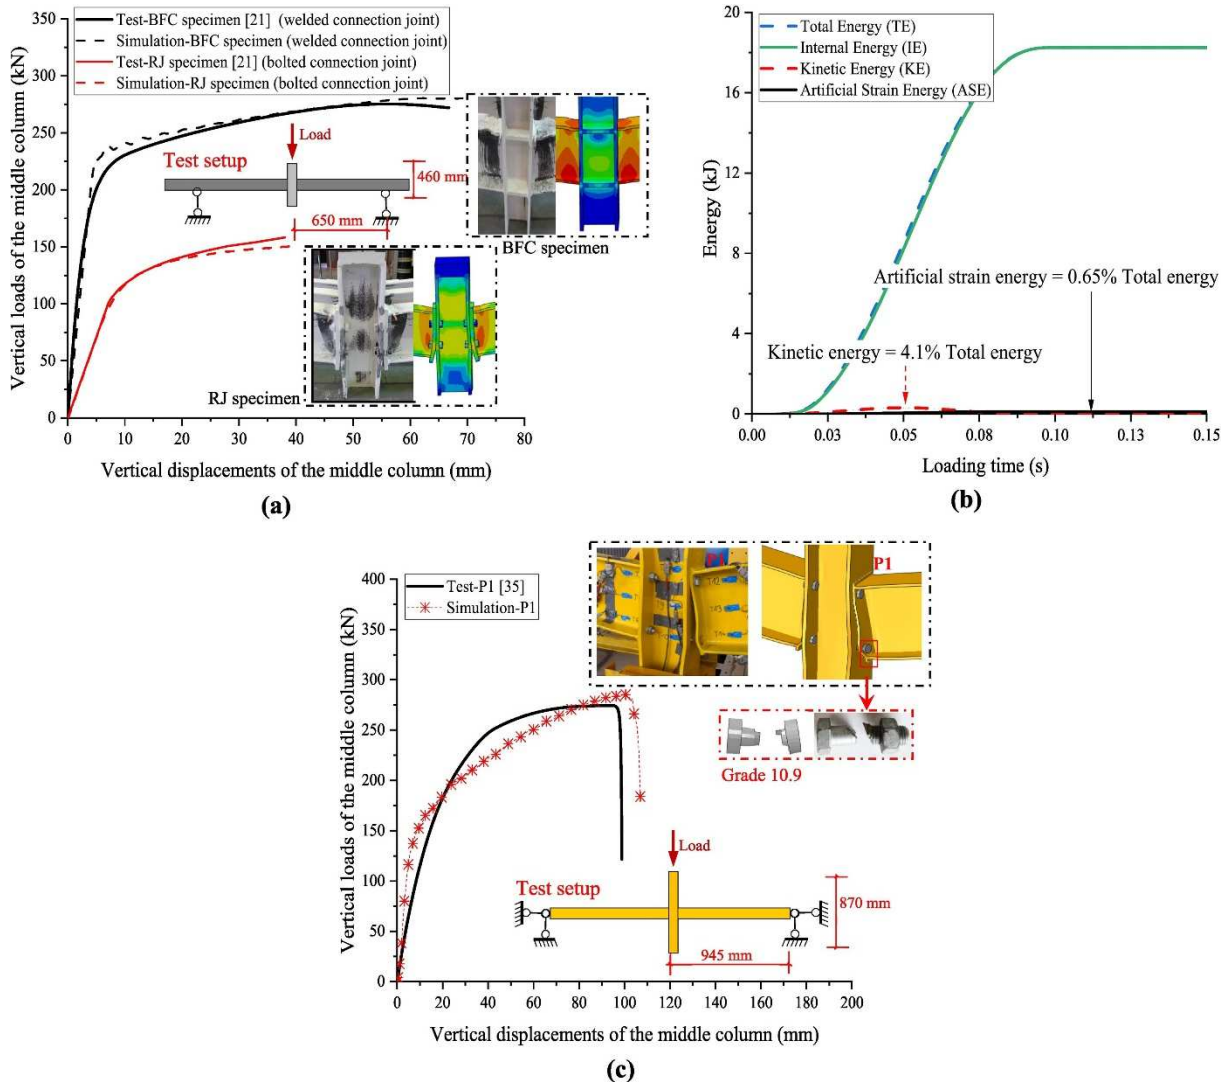 (a)
Vertical loads of the middle column (kN)
350
300
250
200
150
100
50
0
Test-BFC specimen [21] (welded connection joint)
Simulation-BFC specimen (welded connection joint)
Test-RJ specimen [21] (bolted connection joint)
Simulation-RJ specimen (bolted connection joint)
Load
Test setup
460 mm
650 mm
BFC specimen
RJ specimen
0 10 20 30 40 50 60 70 80
Vertical displacements of the middle column (mm)
Energy (kJ)
20
16
12
8
4
0
Total Energy (TE)
Internal Energy (IE)
Kinetic Energy (KE)
Artificial Strain Energy (ASE)
Artificial strain energy = 0.65% Total energy
Kinetic energy = 4.1% Total energy
0.00 0.03 0.05 0.08 0.10 0.13 0.15
Loading time (s)
(b)
Vertical loads of the middle column (kN)
400
350
300
250
200
150
100
50
0
Test-P1 [35]
Simulation-P1
P1
P1
Grade 10.9
Load
Test setup
870 mm
945 mm
0 20 40 60 80 100 120 140 160 180 200
Vertical displacements of the middle column (mm)
(c)